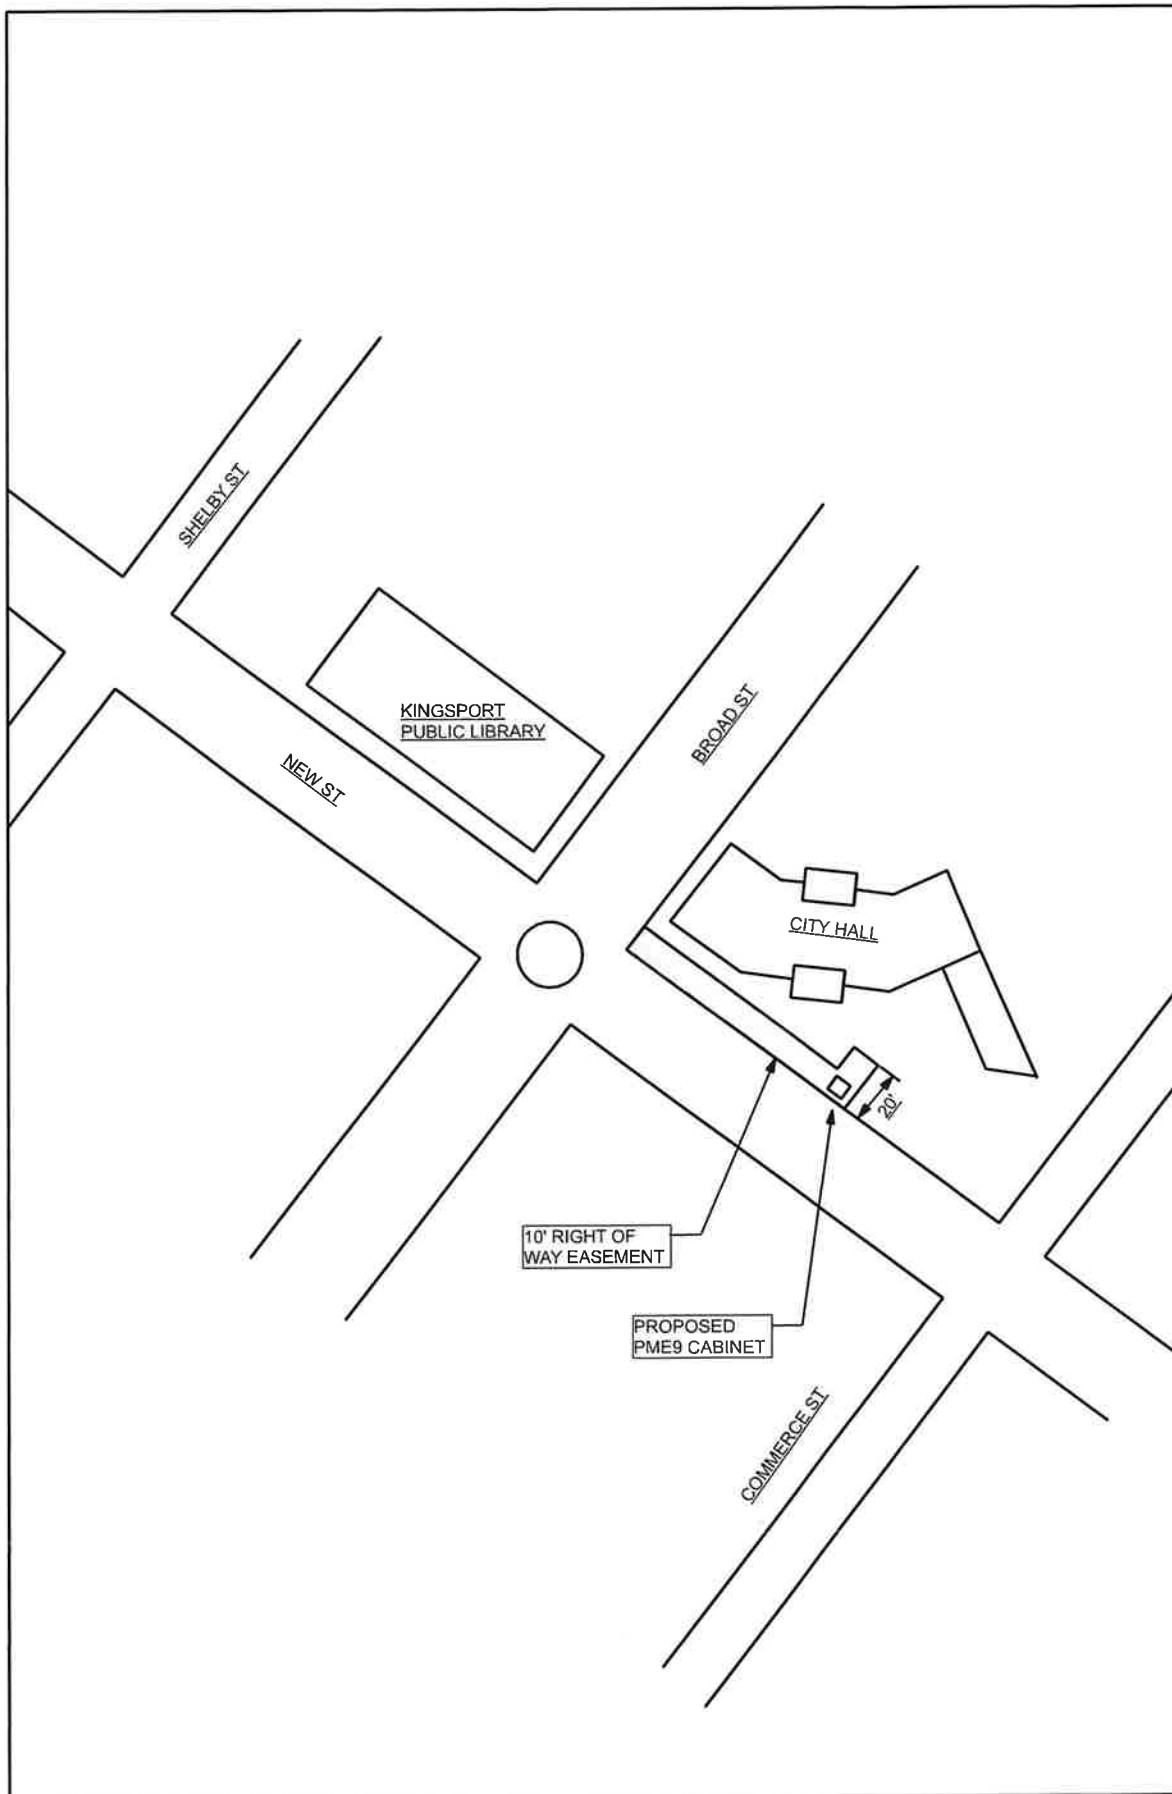 SHELBY ST
KINGSPORT
PUBLIC LIBRARY
BROAD ST
NEW ST
CITY HALL
20'
10' RIGHT OF
WAY EASEMENT
PROPOSED
PME9 CABINET
COMMERCE ST